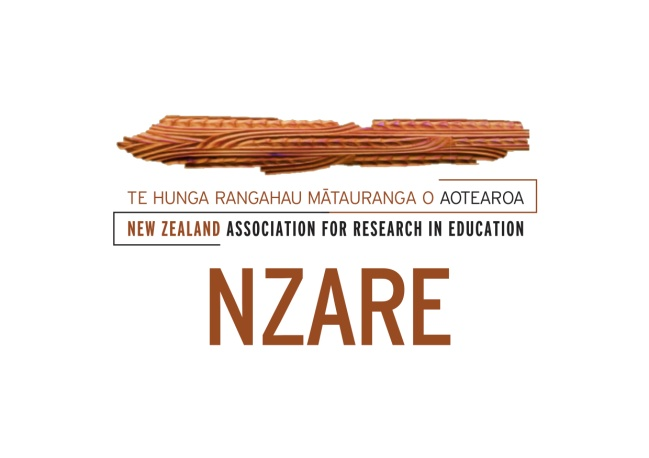 TE HUNGA RANGAHAU MĀTAURANGA O AOTEAROA
NEW ZEALAND ASSOCIATION FOR RESEARCH IN EDUCATION
NZARE